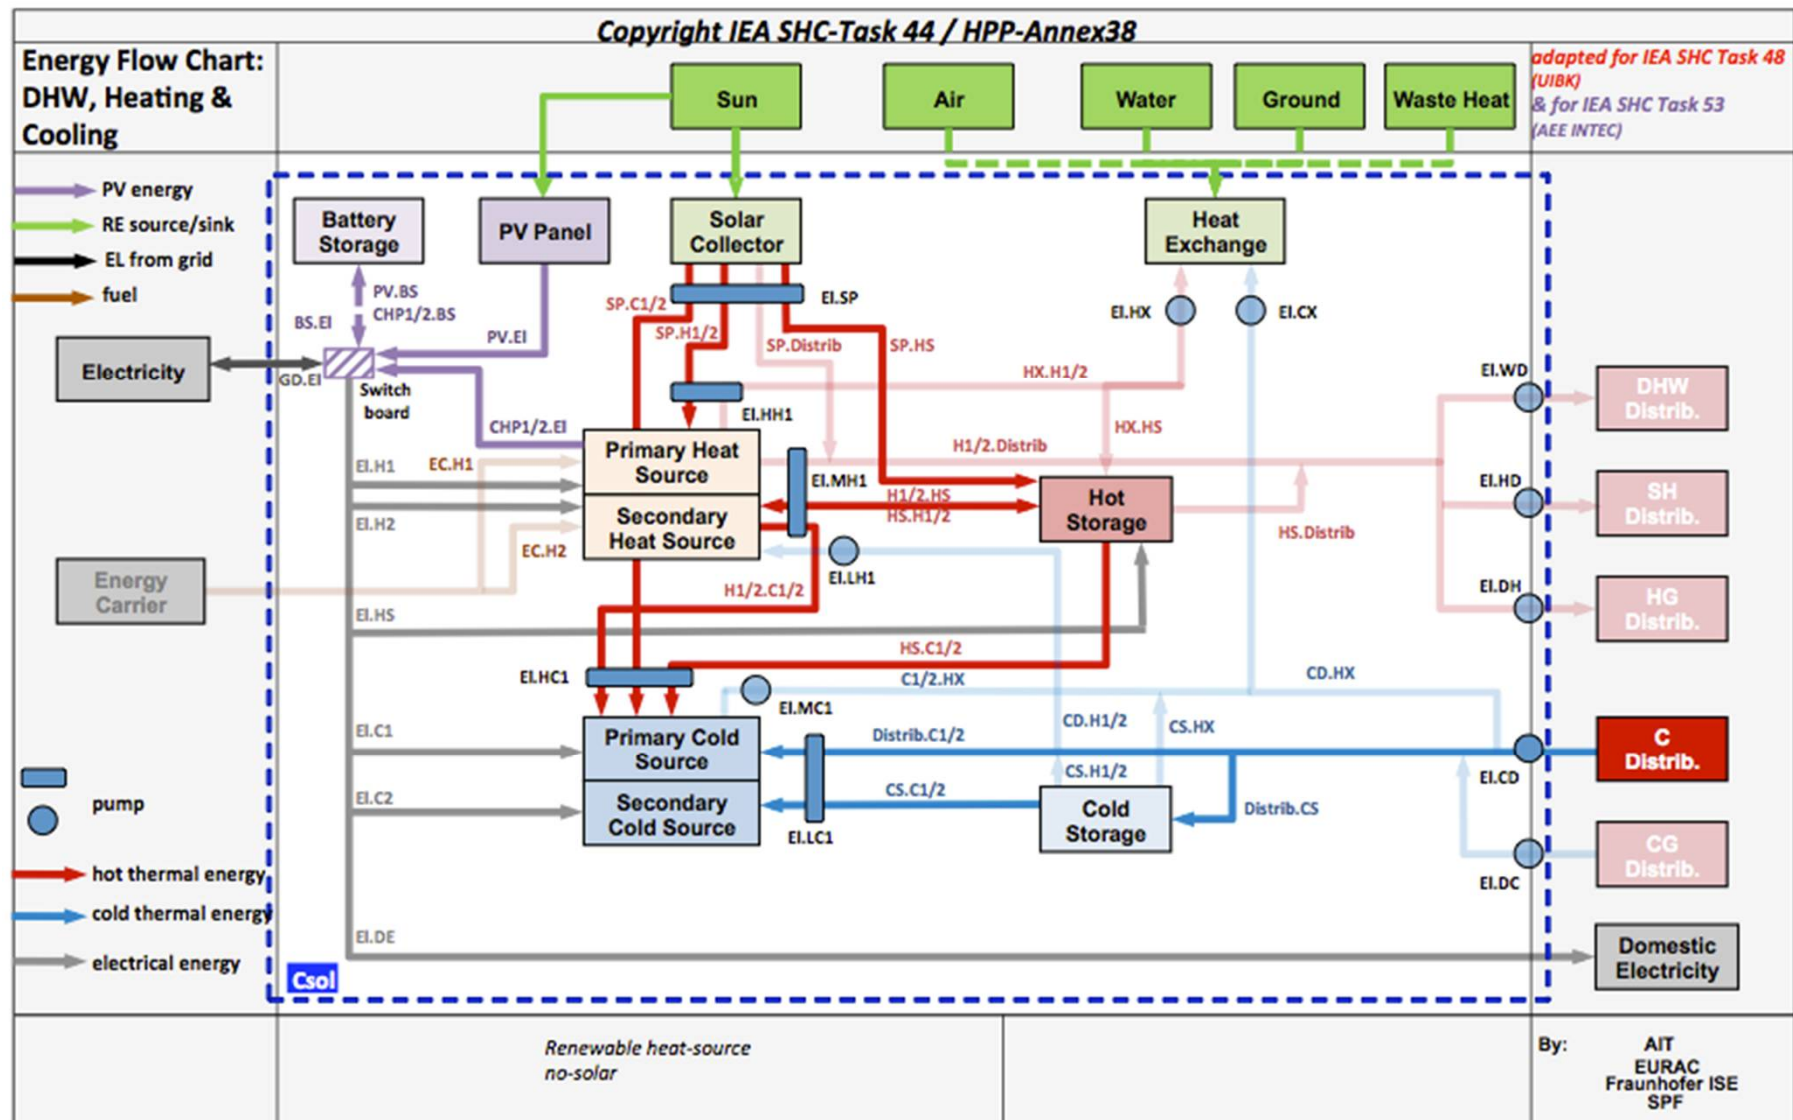 Copyright IEA SHC-Task 44 / HPP-Annex38
Energy Flow Chart:
DHW, Heating &
Cooling
adapted for IEA SHC Task 48
(UIBK)
& for IEA SHC Task 53
(AEE INTEC)
Sun
Air
Water
Ground
Waste Heat
PV energy
RE source/sink
EL from grid
fuel
Battery
Storage
PV Panel
Solar
Collector
Heat
Exchange
PV.BS
CHP1/2.BS
BS.El
PV.El
SP.C1/2
SP.H1/2
El.SP
SP.Distrib
SP.HS
El.HX
El.CX
Electricity
GD.El
Switch
board
HX.H1/2
El.WD
DHW
Distrib.
El.HH1
CHP1/2.El
HX.HS
H1/2.Distrib
El.H1
EC.H1
Primary Heat
Source
El.MH1
El.HD
SH
Distrib.
H1/2.HS
HS.H1/2
Hot
Storage
El.H2
Secondary
Heat Source
HS.Distrib
EC.H2
El.LH1
Energy
Carrier
H1/2.C1/2
El.DH
HG
Distrib.
El.HS
HS.C1/2
El.HC1
C1/2.HX
CD.HX
El.MC1
CD.H1/2
CS.HX
El.C1
Primary Cold
Source
Distrib.C1/2
C
Distrib.
El.CD
CS.H1/2
pump
El.C2
Secondary
Cold Source
CS.C1/2
Cold
Storage
Distrib.CS
El.LC1
CG
Distrib.
El.DC
hot thermal energy
cold thermal energy
electrical energy
El.DE
Domestic
Electricity
Csol
Renewable heat-source
no-solar
By:
AIT
EURAC
Fraunhofer ISE
SPF